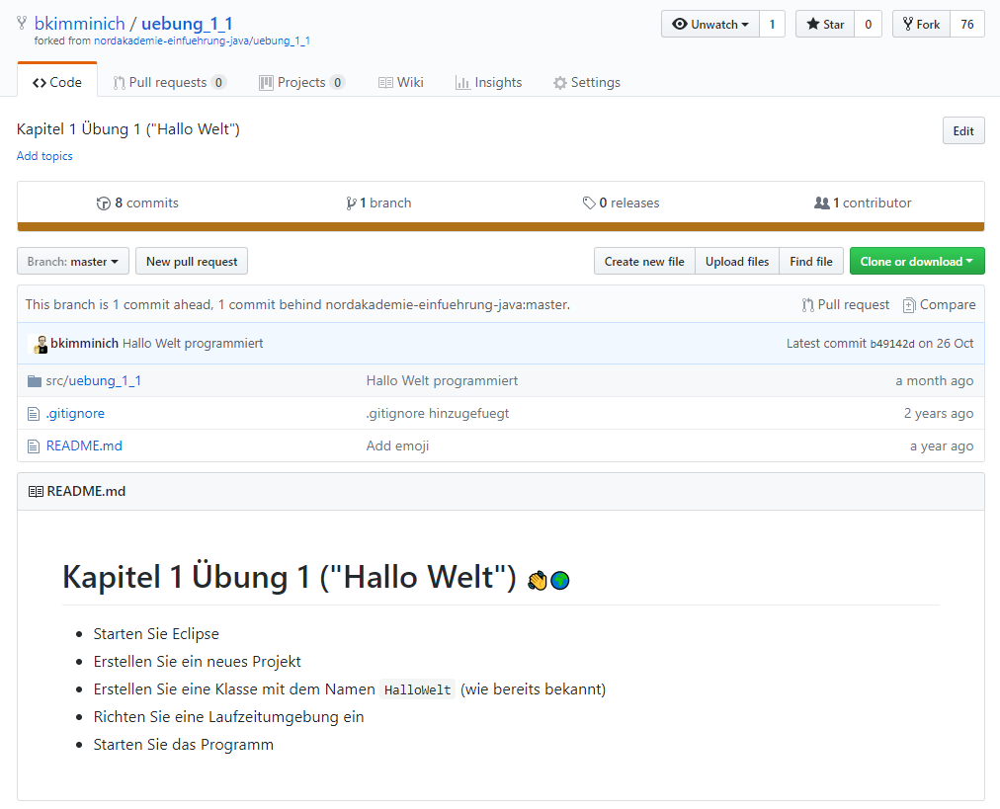 bkimminich / uebung_1_1
Unwatch 1 Star 0 Fork 76
forked from nordakademie-einfuehrung-java/uebung_1_1
Code Pull requests 0 Projects 0 Wiki Insights Settings
Kapitel 1 Übung 1 ("Hallo Welt")
Edit
Add topics
8 commits 1 branch 0 releases 1 contributor
Branch: master New pull request Create new file Upload files Find file Clone or download
This branch is 1 commit ahead, 1 commit behind nordakademie-einfuehrung-java:master. Pull request Compare
bkimminich Hallo Welt programmiert Latest commit b49142d on 26 Oct
src/uebung_1_1 Hallo Welt programmiert a month ago
.gitignore .gitignore hinzugefuegt 2 years ago
README.md Add emoji a year ago
README.md
Kapitel 1 Übung 1 ("Hallo Welt") 👏🌍
• Starten Sie Eclipse
• Erstellen Sie ein neues Projekt
• Erstellen Sie eine Klasse mit dem Namen HalloWelt (wie bereits bekannt)
• Richten Sie eine Laufzeitumgebung ein
• Starten Sie das Programm